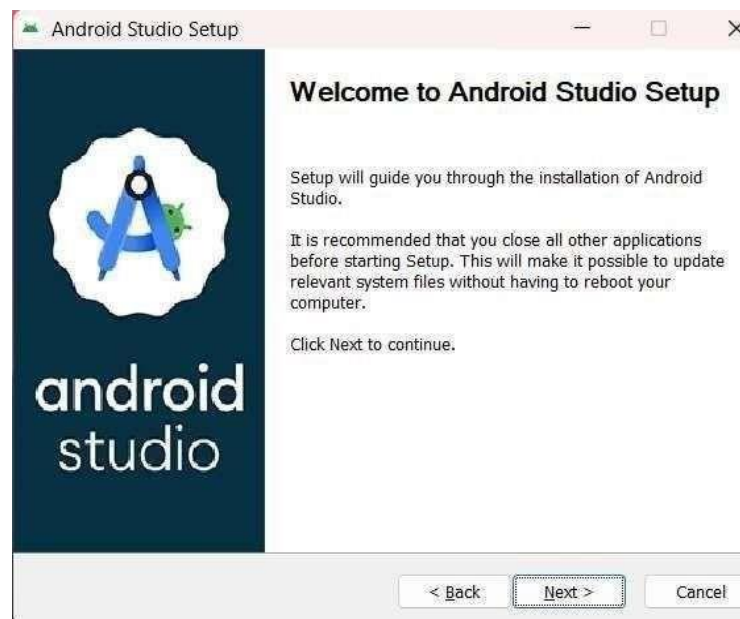 Android Studio Setup
Welcome to Android Studio Setup
Setup will guide you through the installation of Android
Studio.
It is recommended that you close all other applications
before starting Setup. This will make it possible to update
relevant system files without having to reboot your
computer.
Click Next to continue.
android
studio
< Back Next > Cancel